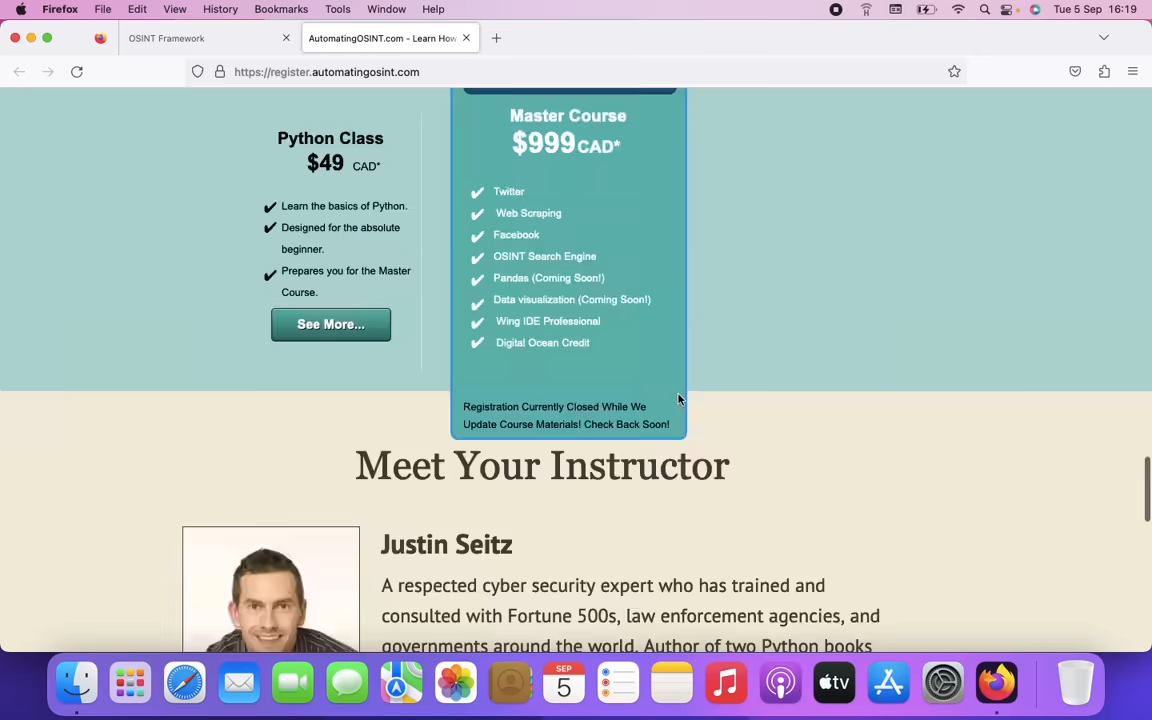 Firefox File Edit View History Bookmarks Tools Window Help Tue 5 Sep 16:19
OSINT Framework
AutomatingOSINT.com - Learn How
https://register.automatingosint.com
Python Class
$49 CAD*
✔ Learn the basics of Python.
✔ Designed for the absolute
beginner.
✔ Prepares you for the Master
Course.
See More...
Master Course
$999CAD*
✔ Twitter
✔ Web Scraping
✔ Facebook
✔ OSINT Search Engine
✔ Pandas (Coming Soon!)
✔ Data visualization (Coming Soon!)
✔ Wing IDE Professional
✔ Digital Ocean Credit
Registration Currently Closed While We
Update Course Materials! Check Back Soon!
Meet Your Instructor
Justin Seitz
A respected cyber security expert who has trained and
consulted with Fortune 500s, law enforcement agencies, and
governments around the world. Author of two Python books
SEP
5
tv